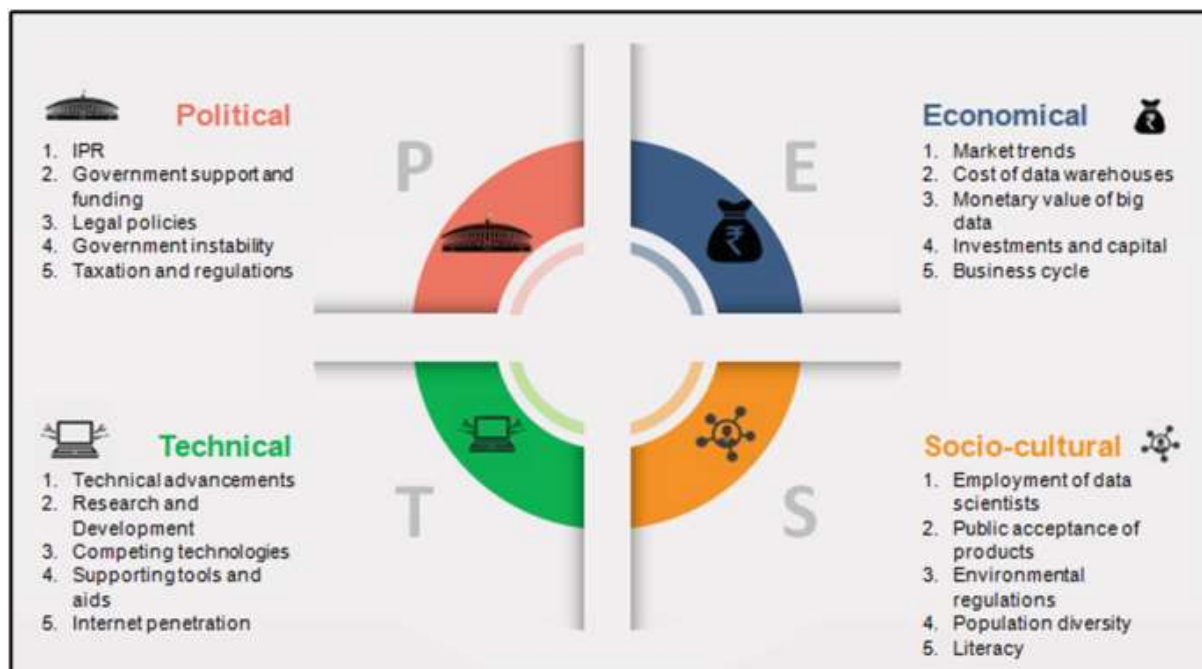 Political
1. IPR
2. Government support and
funding
3. Legal policies
4. Government instability
5. Taxation and regulations
P
E
Economical
₹
1. Market trends
2. Cost of data warehouses
3. Monetary value of big
data
4. Investments and capital
5. Business cycle
₹
Technical
1. Technical advancements
2. Research and
Development
3. Competing technologies
4. Supporting tools and
aids
5. Internet penetration
T
S
Socio-cultural
1. Employment of data
scientists
2. Public acceptance of
products
3. Environmental
regulations
4. Population diversity
5. Literacy